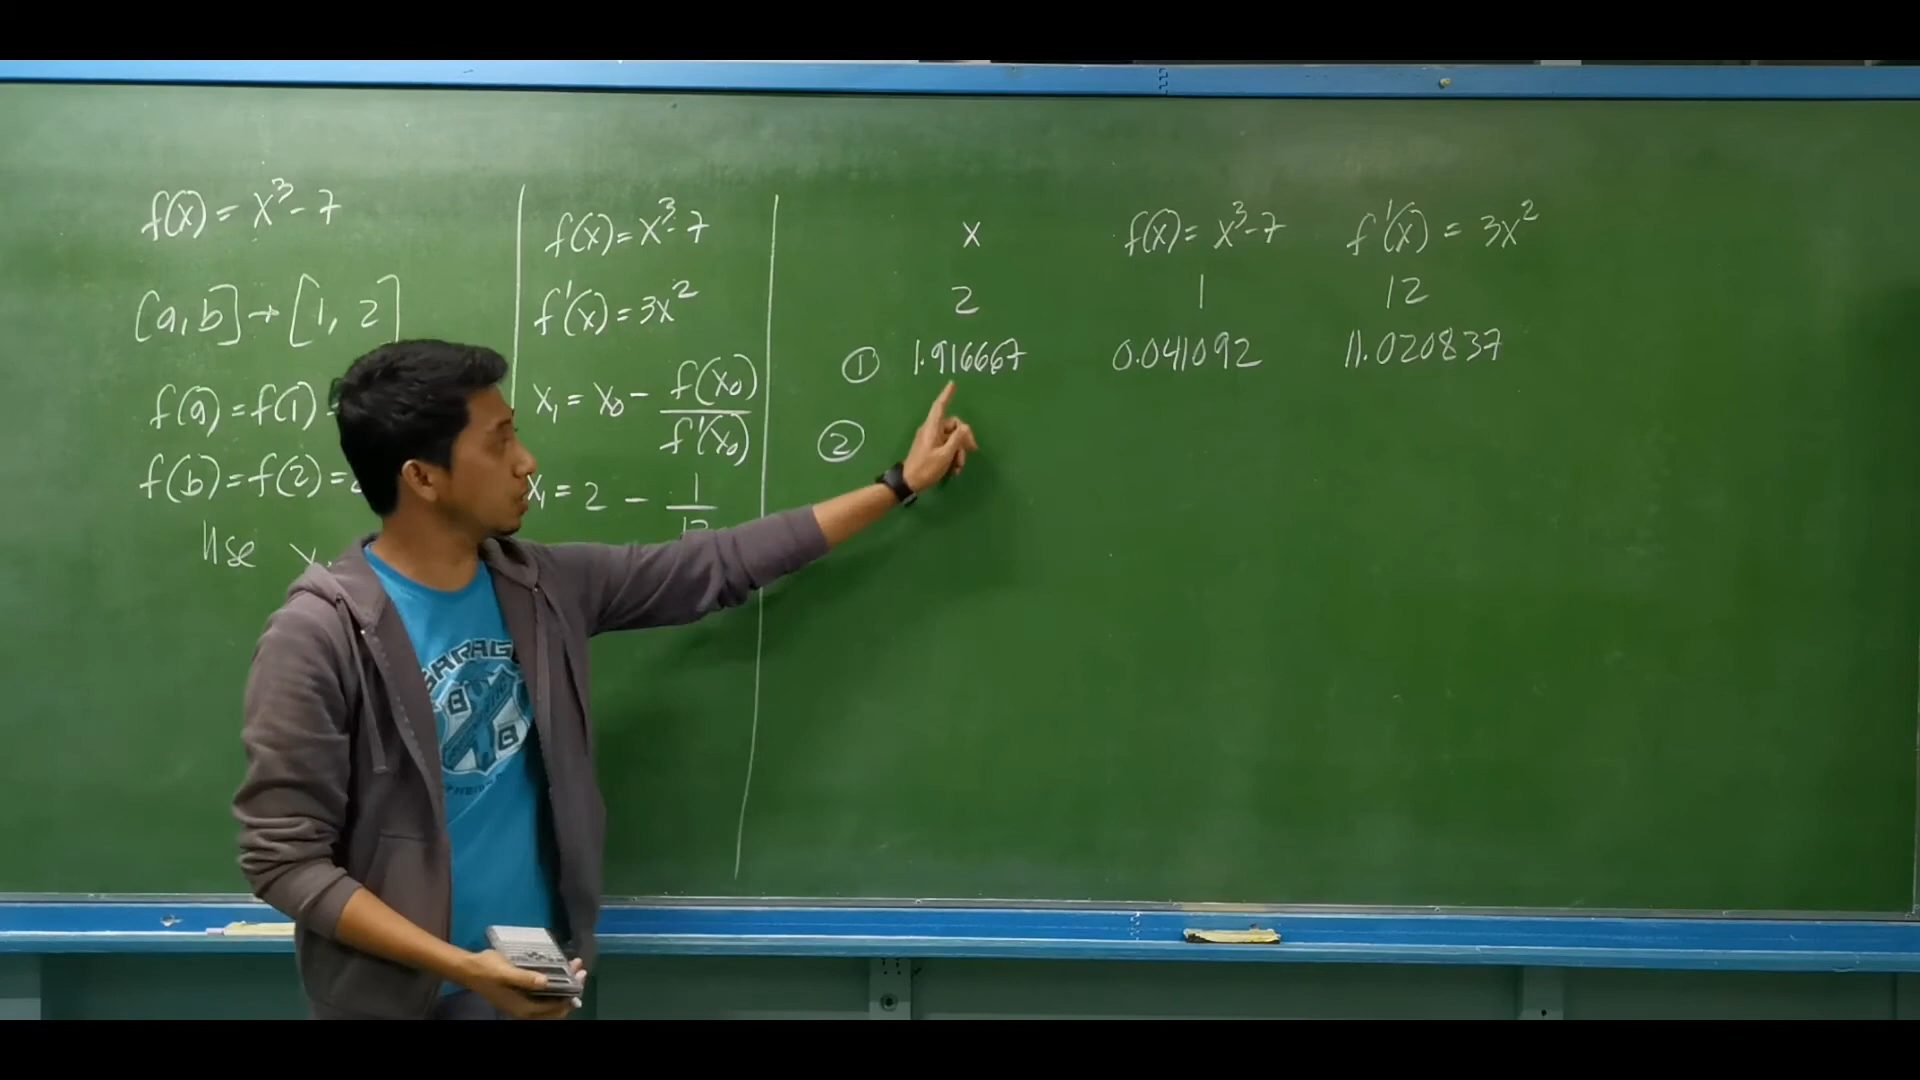 f(x) = x³-7
[a,b] → [1, 2]
f(a) = f(1) =
f(b) = f(2) =
Use
f(x) = x³-7
f'(x) = 3x²
x₁ = x₀ - f(x₀)/f'(x₀)
x₁ = 2 - 1/12
x f(x) = x³-7 f'(x) = 3x²
2 1 12
① 1.916667 0.041092 11.020837
②
GARAGE
B
B